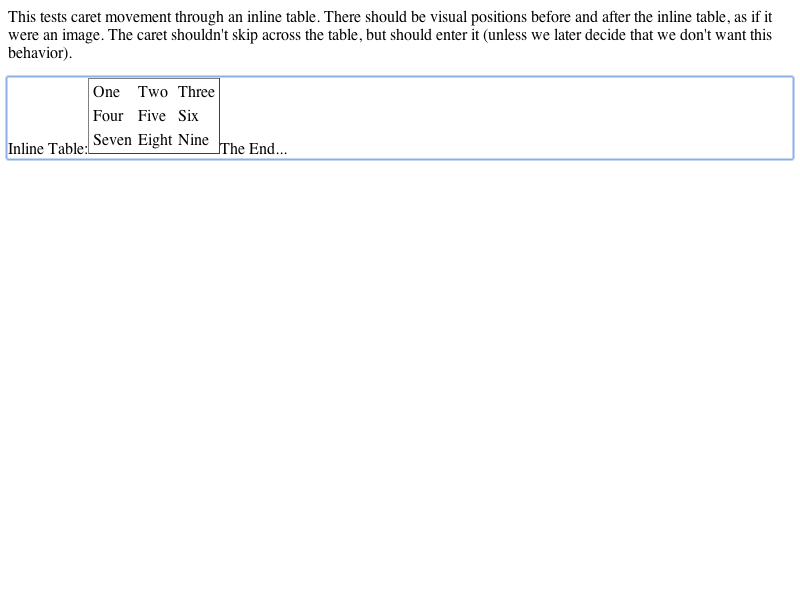 This tests caret movement through an inline table. There should be visual positions before and after the inline table, as if it
were an image. The caret shouldn't skip across the table, but should enter it (unless we later decide that we don't want this
behavior).
One Two Three
Four Five Six
Seven Eight Nine
Inline Table:The End...